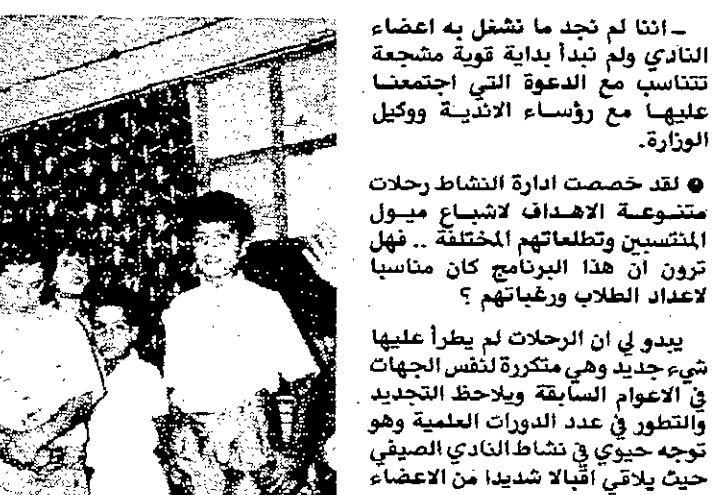 ـ اننا لم نجد ما نشغل به اعضاء
النادي ولم نبدأ بداية قوية مشجعة
تتناسب مع الدعوة التي اجتمعنا
عليها مع رؤساء الاندية ووكيل
الوزارة.
● لقد خصصت ادارة النشاط رحلات
متنوعة الاهداف لاشباع ميول
المنتسبين وتطلعاتهم المختلفة .. فهل
ترون ان هذا البرنامج كان مناسبا
لاعداد الطلاب ورغباتهم ؟
يبدو لي ان الرحلات لم يطرأ عليها
شيء جديد وهي متكررة لنفس الجهات
في الاعوام السابقة ويلاحظ التجديد
والتطور في عدد الدورات العلمية وهو
توجه حيوي في نشاط النادي الصيفي
حيث يلاقي اقبالا شديدا من الاعضاء